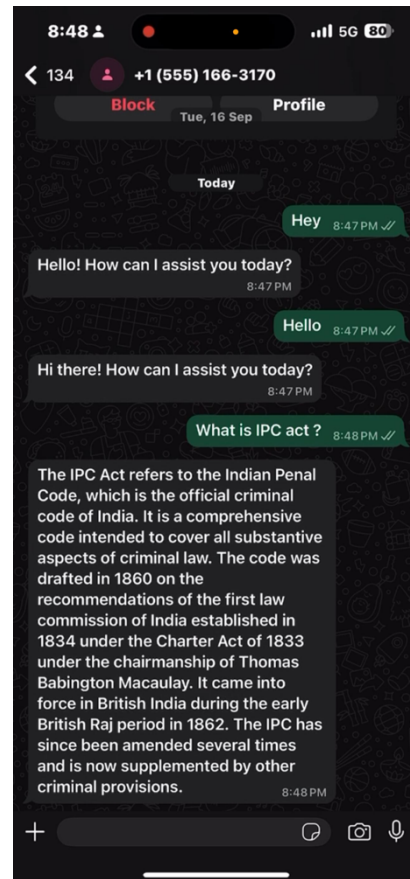 8:48
5G 80
134 +1 (555) 166-3170
Block Profile
Tue, 16 Sep
Today
Hey 8:47 PM
Hello! How can I assist you today?
8:47 PM
Hello 8:47 PM
Hi there! How can I assist you today?
8:47 PM
What is IPC act ? 8:48 PM
The IPC Act refers to the Indian Penal
Code, which is the official criminal
code of India. It is a comprehensive
code intended to cover all substantive
aspects of criminal law. The code was
drafted in 1860 on the
recommendations of the first law
commission of India established in
1834 under the Charter Act of 1833
under the chairmanship of Thomas
Babington Macaulay. It came into
force in British India during the early
British Raj period in 1862. The IPC has
since been amended several times
and is now supplemented by other
criminal provisions.
8:48 PM